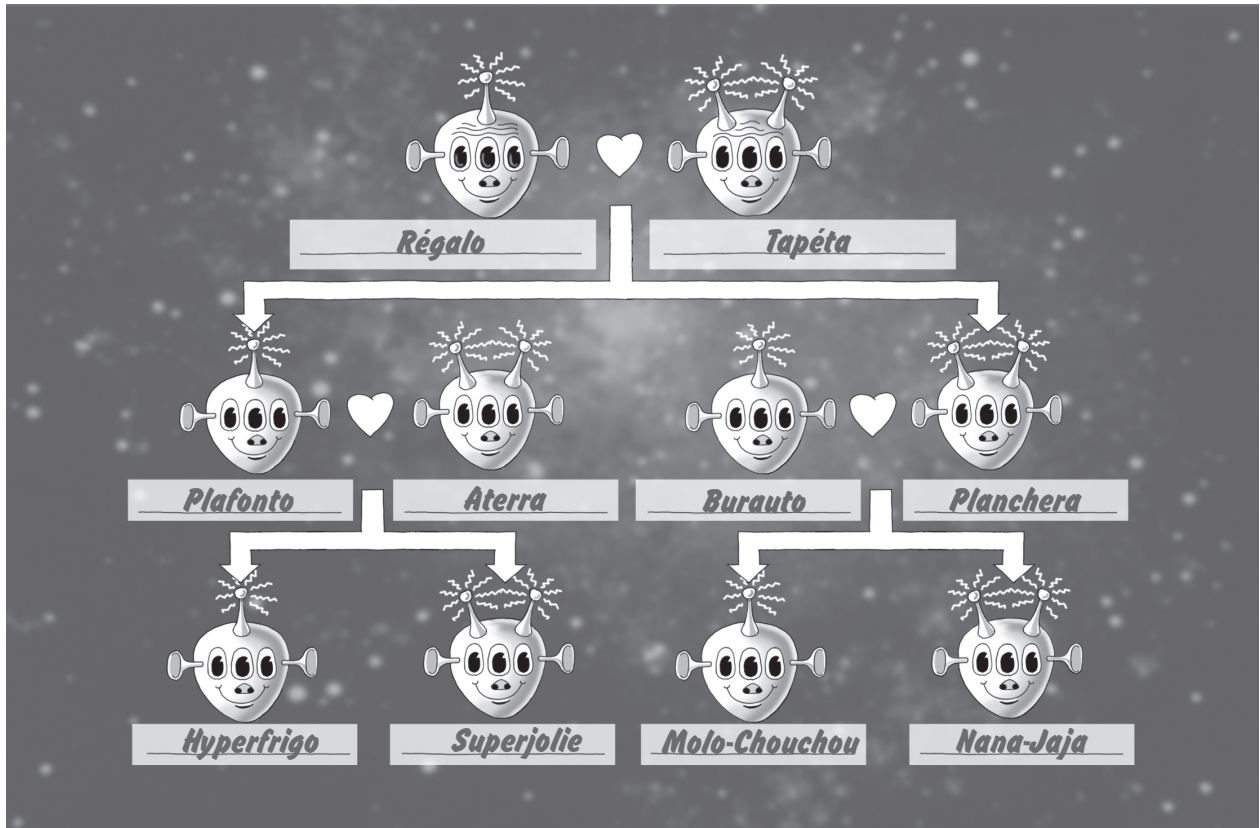 Régalo
Tapéta
Plafonto
Aterra
Burauto
Planchera
Hyperfrigo
Superjolie
Molo-Chouchou
Nana-Jaja